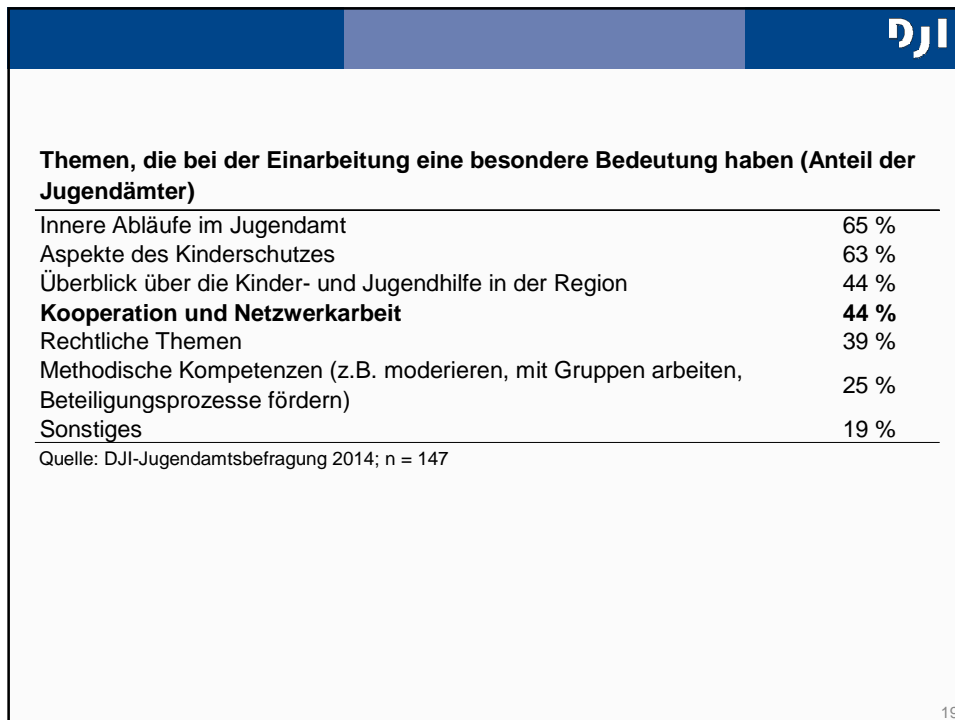 DJI
Themen, die bei der Einarbeitung eine besondere Bedeutung haben (Anteil der
Jugendämter)
Innere Abläufe im Jugendamt 65 %
Aspekte des Kinderschutzes 63 %
Überblick über die Kinder- und Jugendhilfe in der Region 44 %
Kooperation und Netzwerkarbeit 44 %
Rechtliche Themen 39 %
Methodische Kompetenzen (z.B. moderieren, mit Gruppen arbeiten,
Beteiligungsprozesse fördern) 25 %
Sonstiges 19 %
Quelle: DJI-Jugendamtsbefragung 2014; n = 147
19